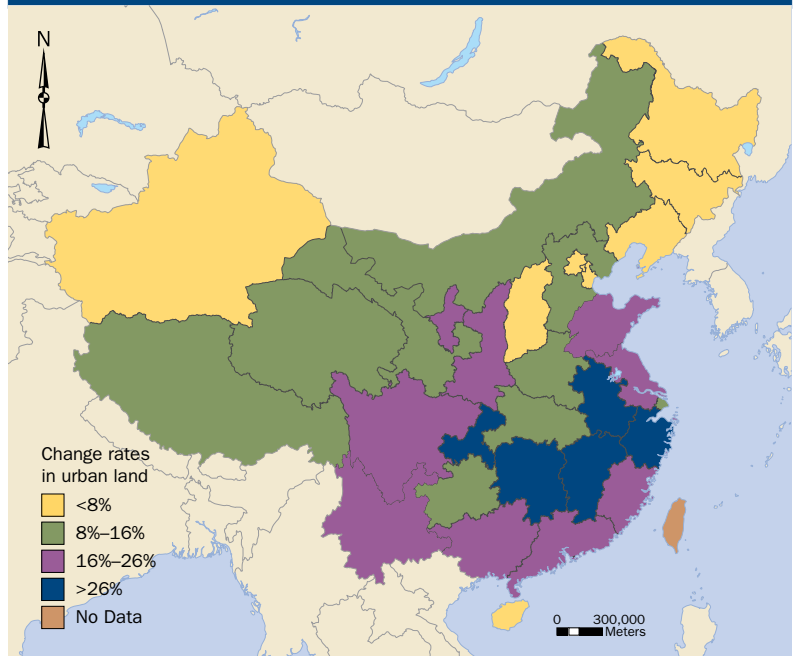 N
Change rates
in urban land
<8%
8%–16%
16%–26%
>26%
No Data
0 300,000
Meters